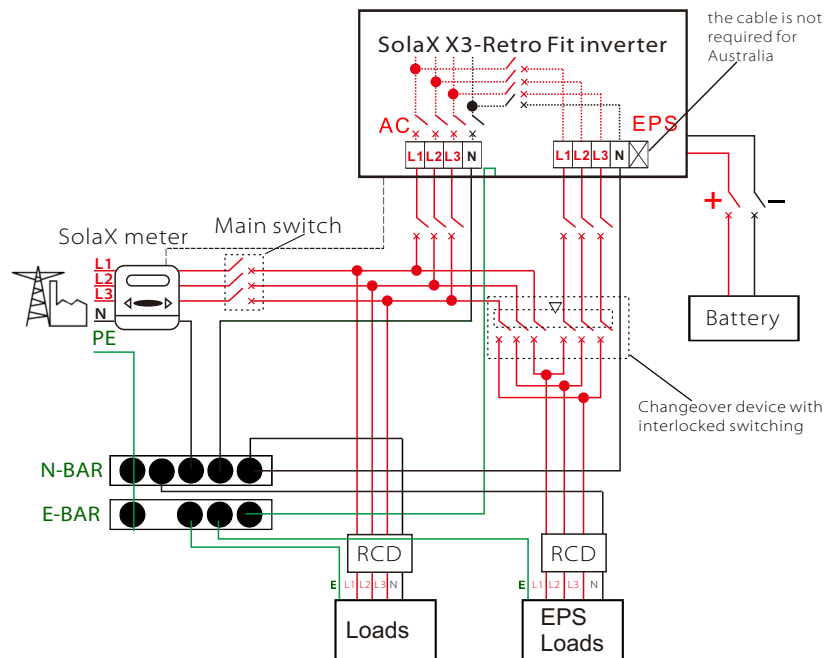 the cable is not
required for
Australia
SolaX X3-Retro Fit inverter
AC
EPS
L1 L2 L3 N
L1 L2 L3 N
Main switch
SolaX meter
L1
L2
L3
N
PE
+ −
Battery
Changeover device with
interlocked switching
N-BAR
E-BAR
RCD
RCD
E L1 L2 L3 N
E L1 L2 L3 N
Loads
EPS
Loads